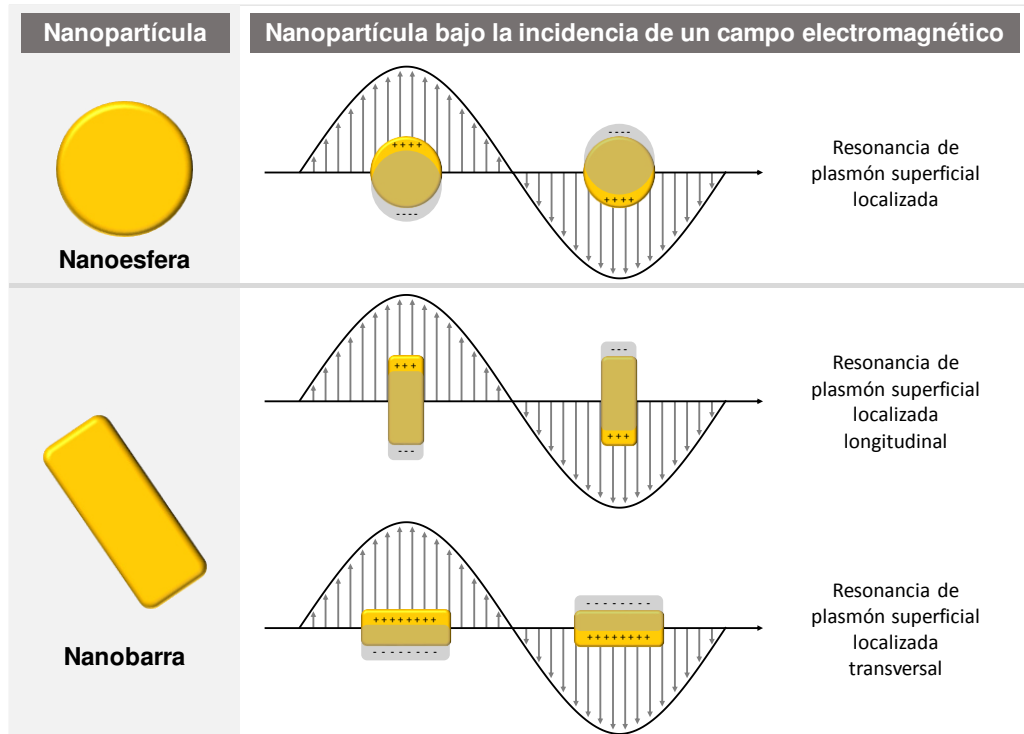 Nanopartícula
Nanopartícula bajo la incidencia de un campo electromagnético
++++
----
----
++++
Nanoesfera
Resonancia de
plasmón superficial
localizada
+++
---
---
+++
Resonancia de
plasmón superficial
localizada
longitudinal
Nanobarra
++++++++
--------
--------
++++++++
Resonancia de
plasmón superficial
localizada
transversal